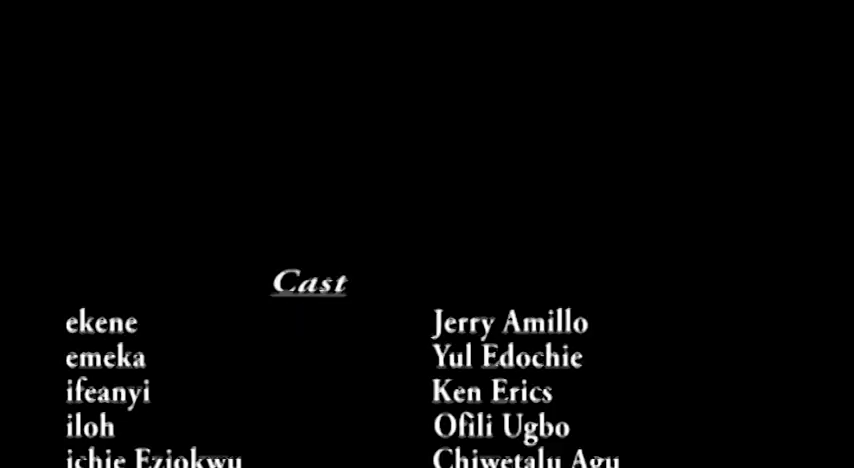 Cast
ekene Jerry Amillo
emeka Yul Edochie
ifeanyi Ken Erics
iloh Ofili Ugbo
ichie Eziokwu Chiwetalu Agu